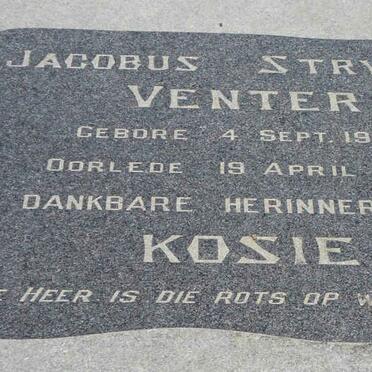 JACOBUS STRY
VENTER
GEBORE 4 SEPT. 19
OORLEDE 19 APRIL
DANKBARE HERINNER
KOSIE
HEER IS DIE ROTS OP